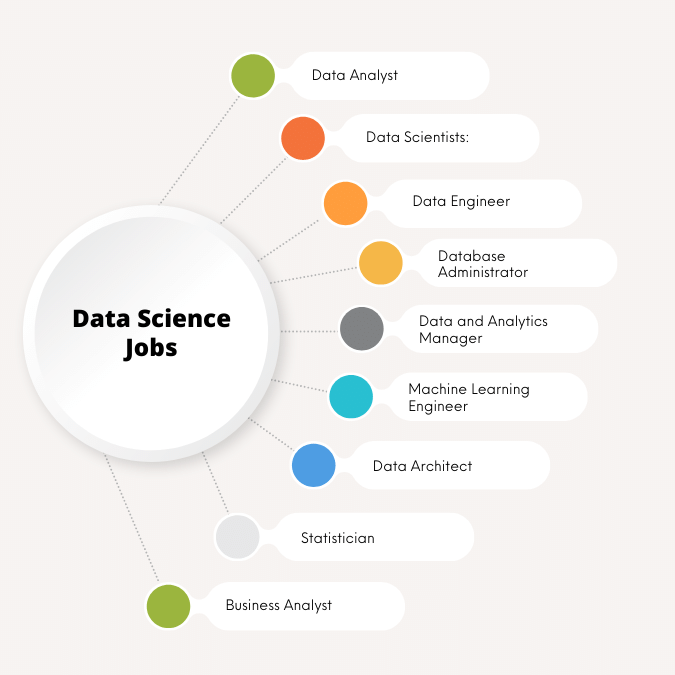 Data Analyst
Data Scientists:
Data Engineer
Database
Administrator
Data Science
Jobs
Data and Analytics
Manager
Machine Learning
Engineer
Data Architect
Statistician
Business Analyst